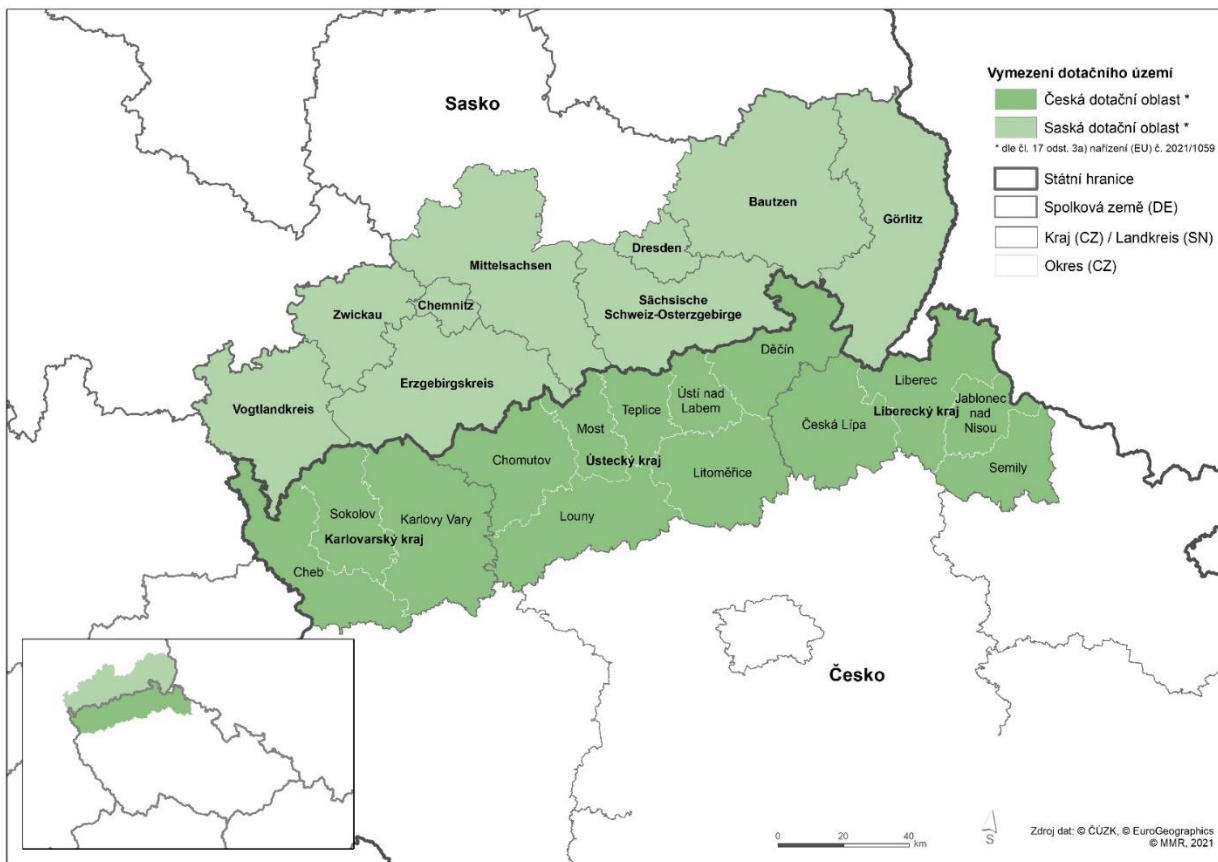 Sasko
Vymezení dotačního území
Česká dotační oblast *
Saská dotační oblast *
* dle čl. 17 odst. 3a) nařízení (EU) č. 2021/1059
Státní hranice
Spolková země (DE)
Kraj (CZ) / Landkreis (SN)
Okres (CZ)
Bautzen
Görlitz
Dresden
Mittelsachsen
Sächsische
Schweiz-Osterzgebirge
Chemnitz
Zwickau
Erzgebirgskreis
Vogtlandkreis
Děčín
Liberec
Ústí nad
Labem
Teplice
Jablonec
nad
Nisou
Liberecký kraj
Česká Lípa
Most
Chomutov
Ústecký kraj
Litoměřice
Semily
Sokolov
Karlovy Vary
Louny
Karlovarský kraj
Cheb
Česko
0 20 40
km
S
Zdroj dat: © ČÚZK, © EuroGeographics
© MMR, 2021